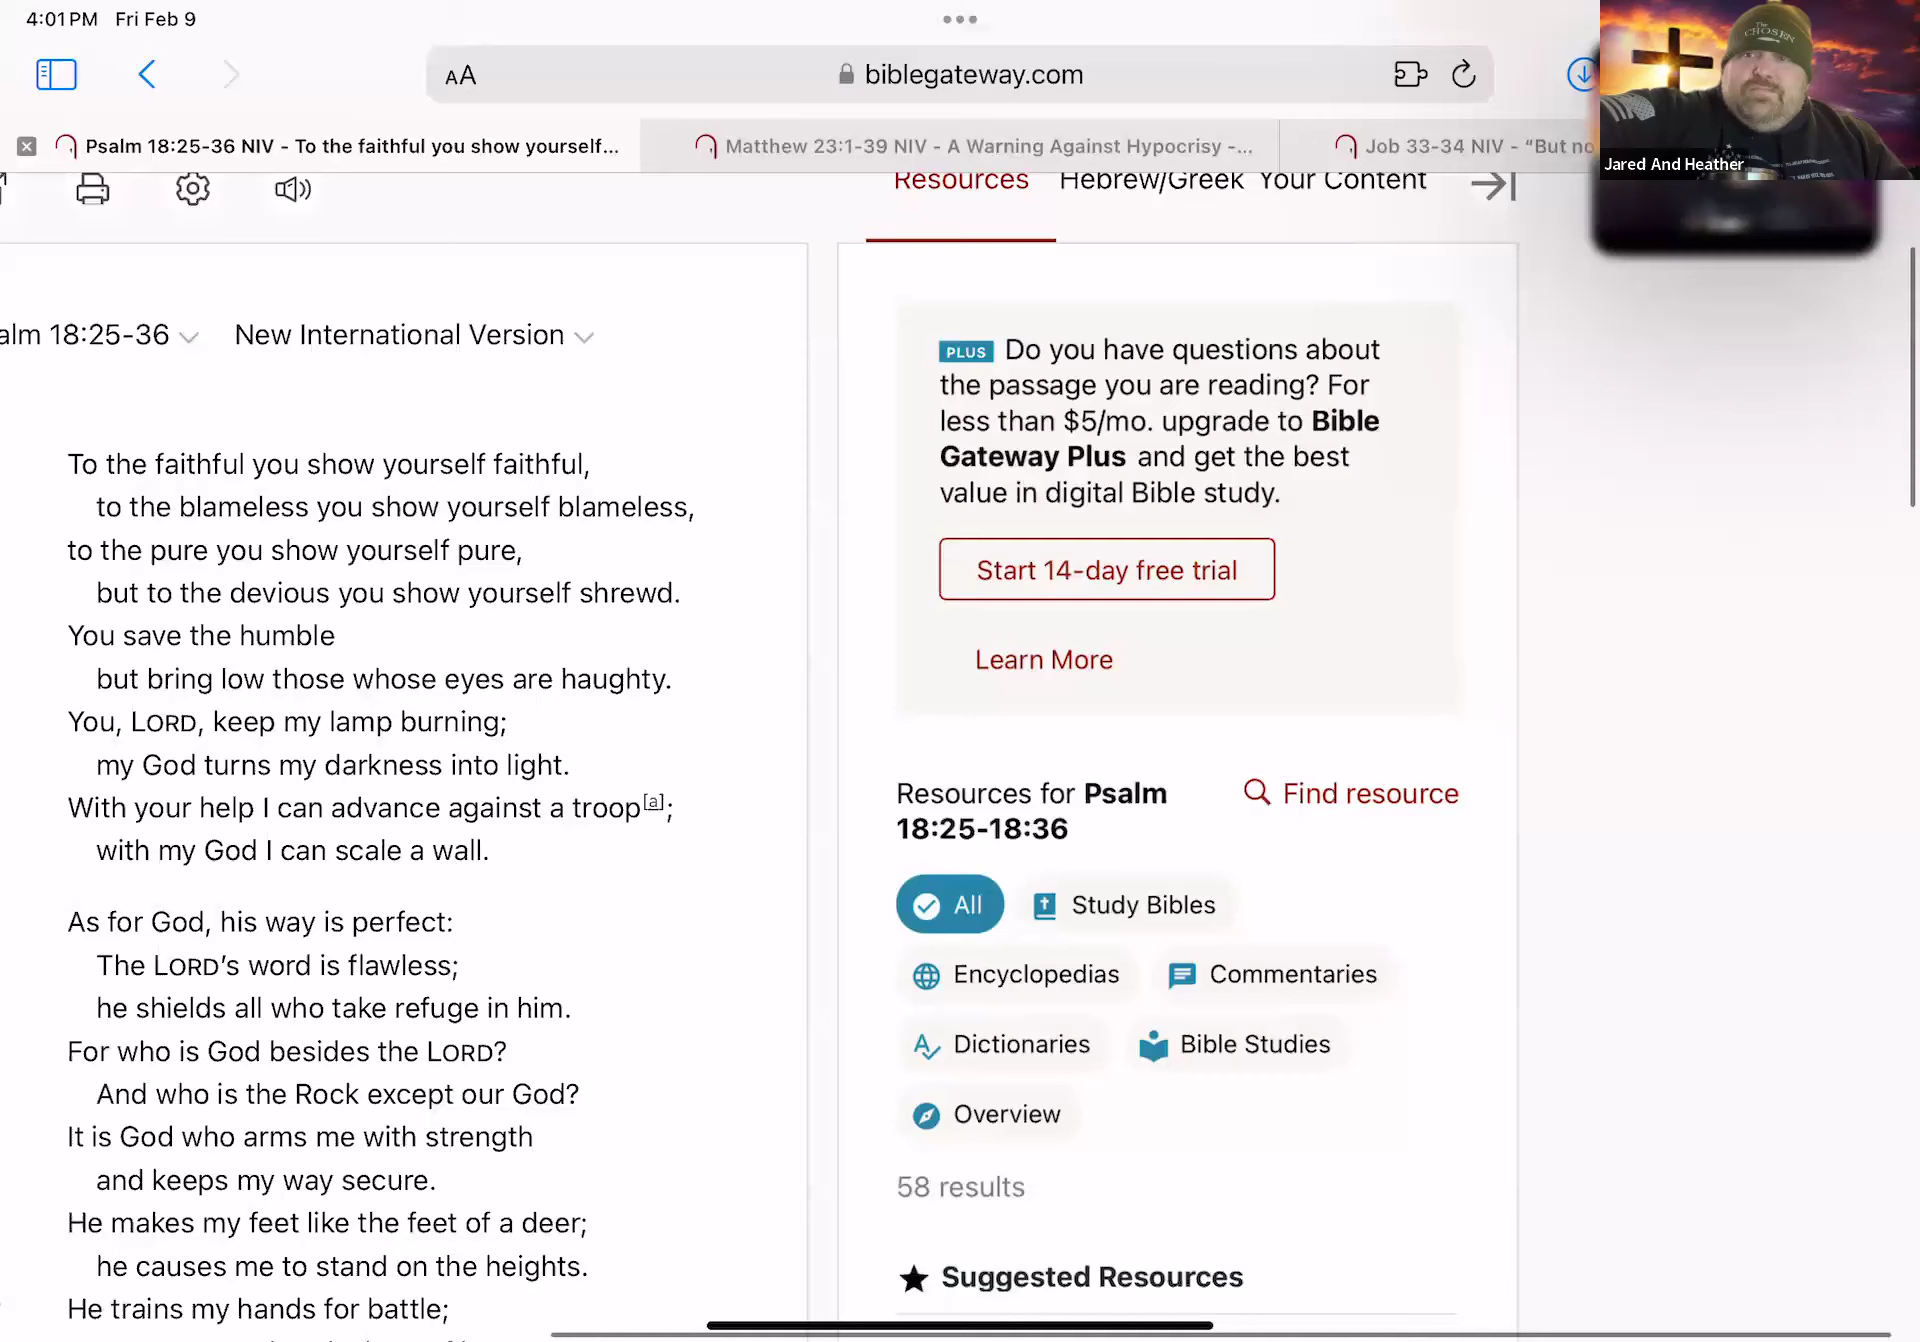 4:01 PM Fri Feb 9
AA biblegateway.com
Psalm 18:25-36 NIV - To the faithful you show yourself...
Matthew 23:1-39 NIV - A Warning Against Hypocrisy -...
Job 33-34 NIV - “But no
The
CHOSEN
Jared And Heather
Resources Hebrew/Greek Your Content
alm 18:25-36 New International Version
To the faithful you show yourself faithful,
to the blameless you show yourself blameless,
to the pure you show yourself pure,
but to the devious you show yourself shrewd.
You save the humble
but bring low those whose eyes are haughty.
You, LORD, keep my lamp burning;
my God turns my darkness into light.
With your help I can advance against a troop[a];
with my God I can scale a wall.
As for God, his way is perfect:
The LORD’s word is flawless;
he shields all who take refuge in him.
For who is God besides the LORD?
And who is the Rock except our God?
It is God who arms me with strength
and keeps my way secure.
He makes my feet like the feet of a deer;
he causes me to stand on the heights.
He trains my hands for battle;
PLUS Do you have questions about
the passage you are reading? For
less than $5/mo. upgrade to Bible
Gateway Plus and get the best
value in digital Bible study.
Start 14-day free trial
Learn More
Resources for Psalm
18:25-18:36
Find resource
All Study Bibles
Encyclopedias Commentaries
Dictionaries Bible Studies
Overview
58 results
Suggested Resources